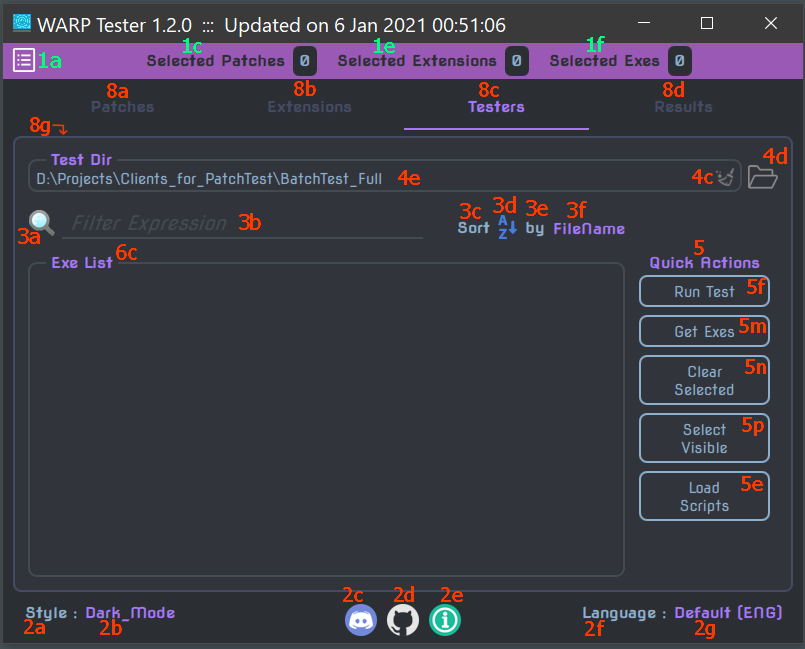 WARP Tester 1.2.0 ::: Updated on 6 Jan 2021 00:51:06
1a 1c 1e 1f
Selected Patches 0 Selected Extensions 0 Selected Exes 0
8a 8b 8c 8d
Patches Extensions Testers Results
8g
Test Dir 4d
D:\Projects\Clients_for_PatchTest\BatchTest_Full 4e 4c
3a Filter Expression 3b
3c 3d 3e 3f
Sort A Z by FileName
Exe List 6c
5
Quick Actions
Run Test 5f
Get Exes 5m
Clear 5n
Selected
Select 5p
Visible
Load 5e
Scripts
2c 2d 2e
Style : Dark_Mode Language : Default (ENG)
2a 2b 2f 2g